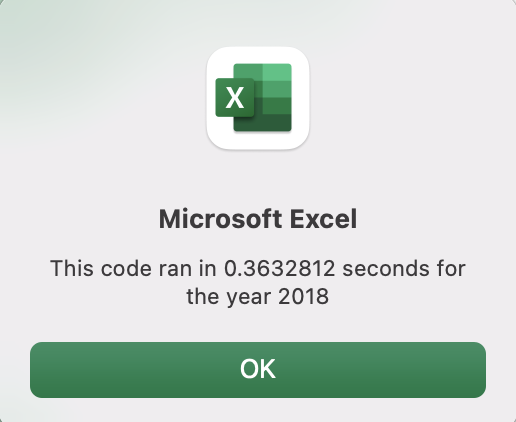 X
Microsoft Excel
This code ran in 0.3632812 seconds for
the year 2018
OK